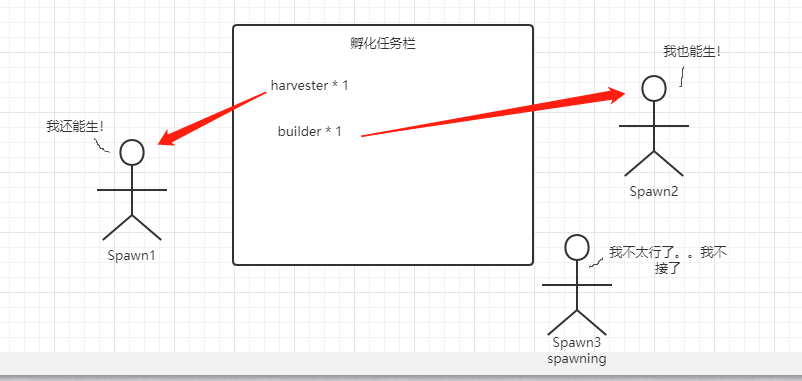 孵化任务栏
我也能生！
harvester * 1
我还能生！
builder * 1
Spawn2
Spawn1
我不太行了。。我不
接了
Spawn3
spawning